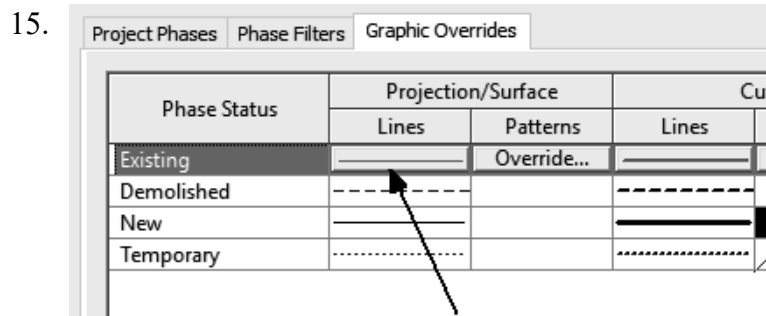 15.
Project Phases Phase Filters Graphic Overrides
Phase Status Projection/Surface Cu
Lines Patterns Lines
Existing Override...
Demolished
New
Temporary